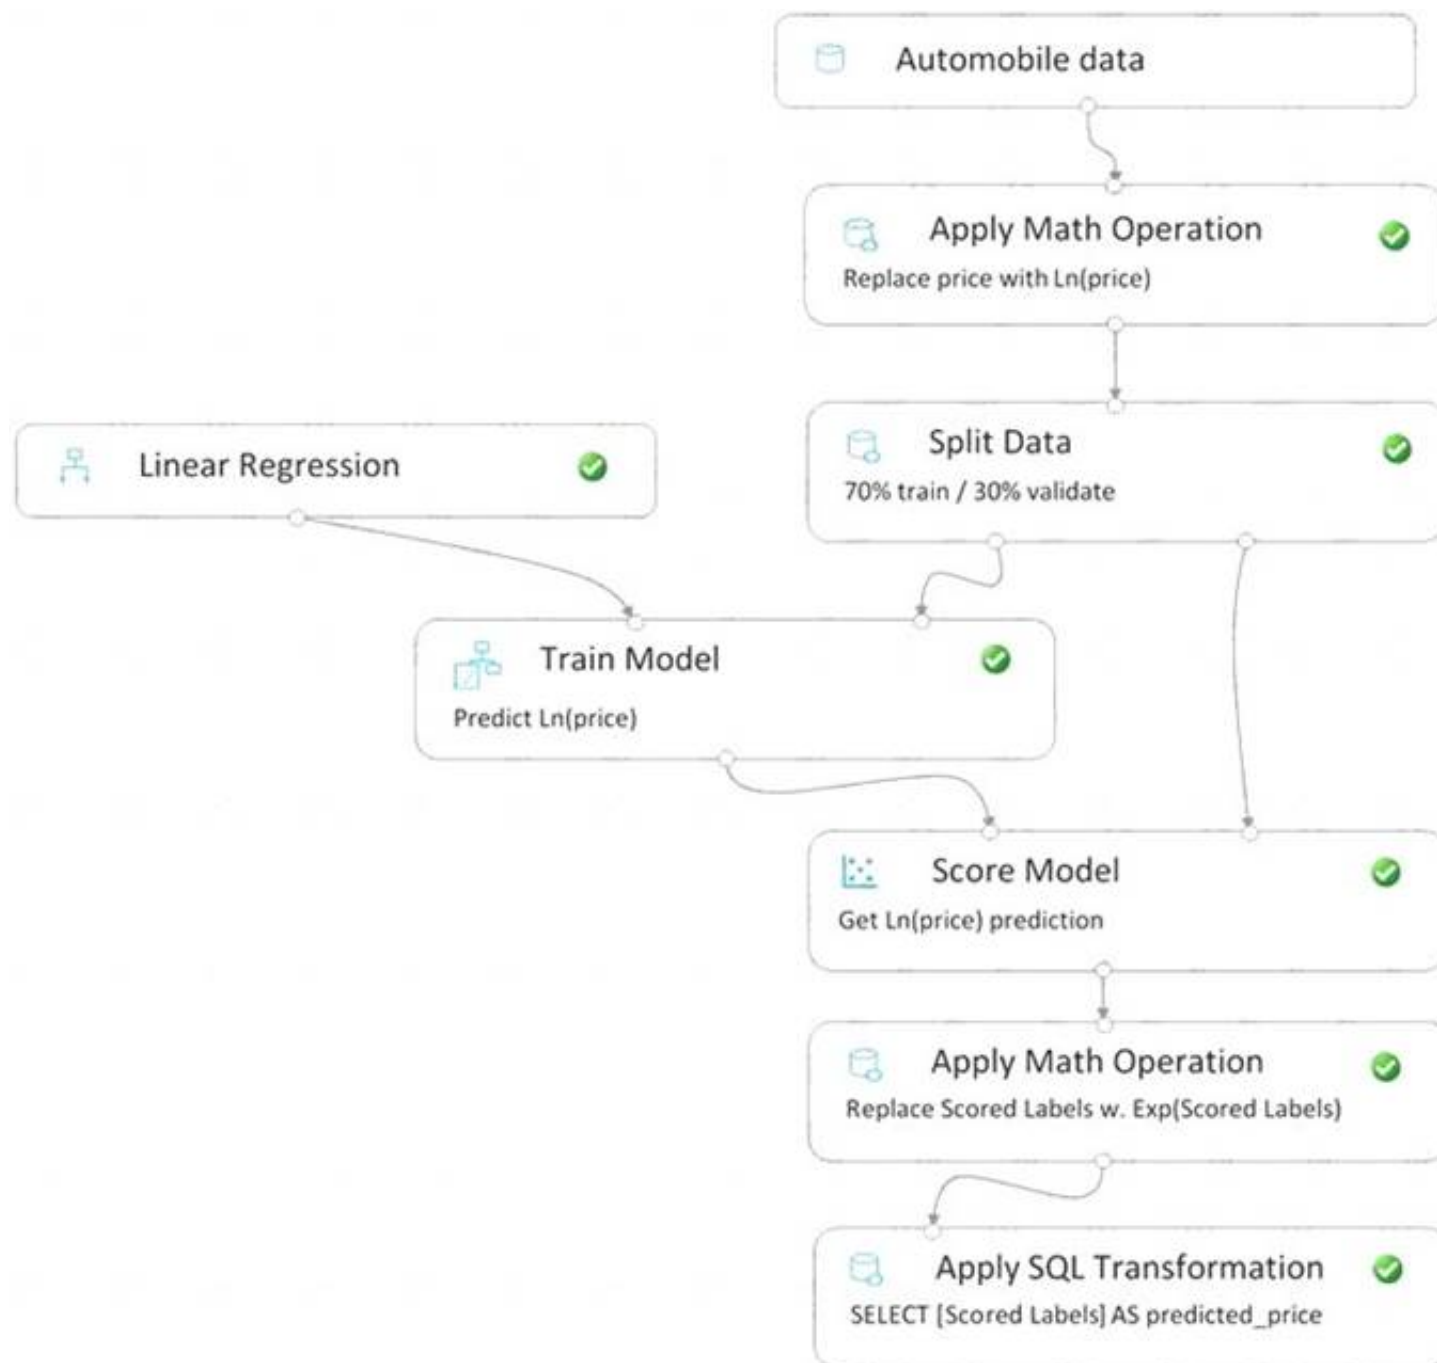 Automobile data
Apply Math Operation
Replace price with Ln(price)
Split Data
70% train / 30% validate
Linear Regression
Train Model
Predict Ln(price)
Score Model
Get Ln(price) prediction
Apply Math Operation
Replace Scored Labels w. Exp(Scored Labels)
Apply SQL Transformation
SELECT [Scored Labels] AS predicted_price